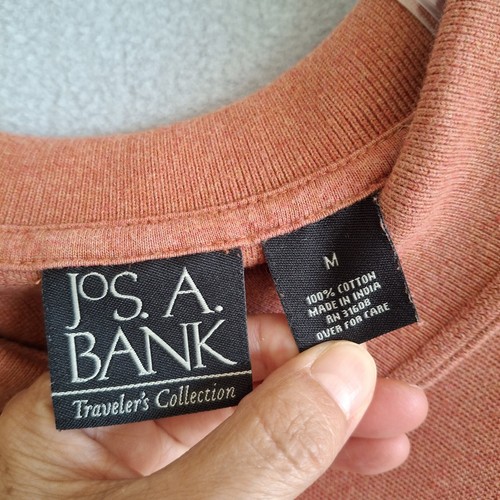 JoS. A.
BANK
Traveler's Collection
M
100% COTTON
MADE IN INDIA
RN 31608
OVER FOR CARE